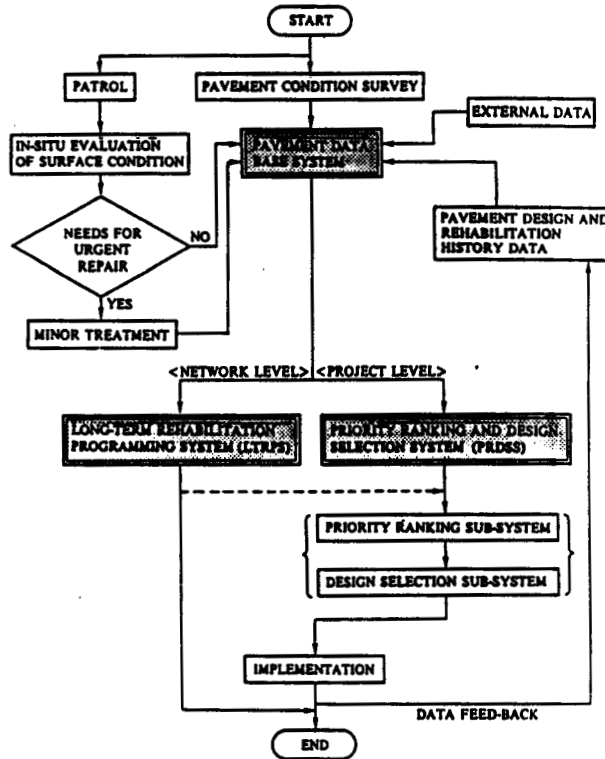 START
PATROL
PAVEMENT CONDITION SURVEY
EXTERNAL DATA
IN-SITU EVALUATION
OF SURFACE CONDITION
PAVEMENT DATA
BASE SYSTEM
NEEDS FOR
URGENT
REPAIR
NO
PAVEMENT DESIGN AND
REHABILITATION
HISTORY DATA
YES
MINOR TREATMENT
<NETWORK LEVEL> <PROJECT LEVEL>
LONG-TERM REHABILITATION
PROGRAMMING SYSTEM (LTRPS)
PRIORITY RANKING AND DESIGN
SELECTION SYSTEM (PRDSS)
PRIORITY RANKING SUB-SYSTEM
DESIGN SELECTION SUB-SYSTEM
IMPLEMENTATION
DATA FEED-BACK
END